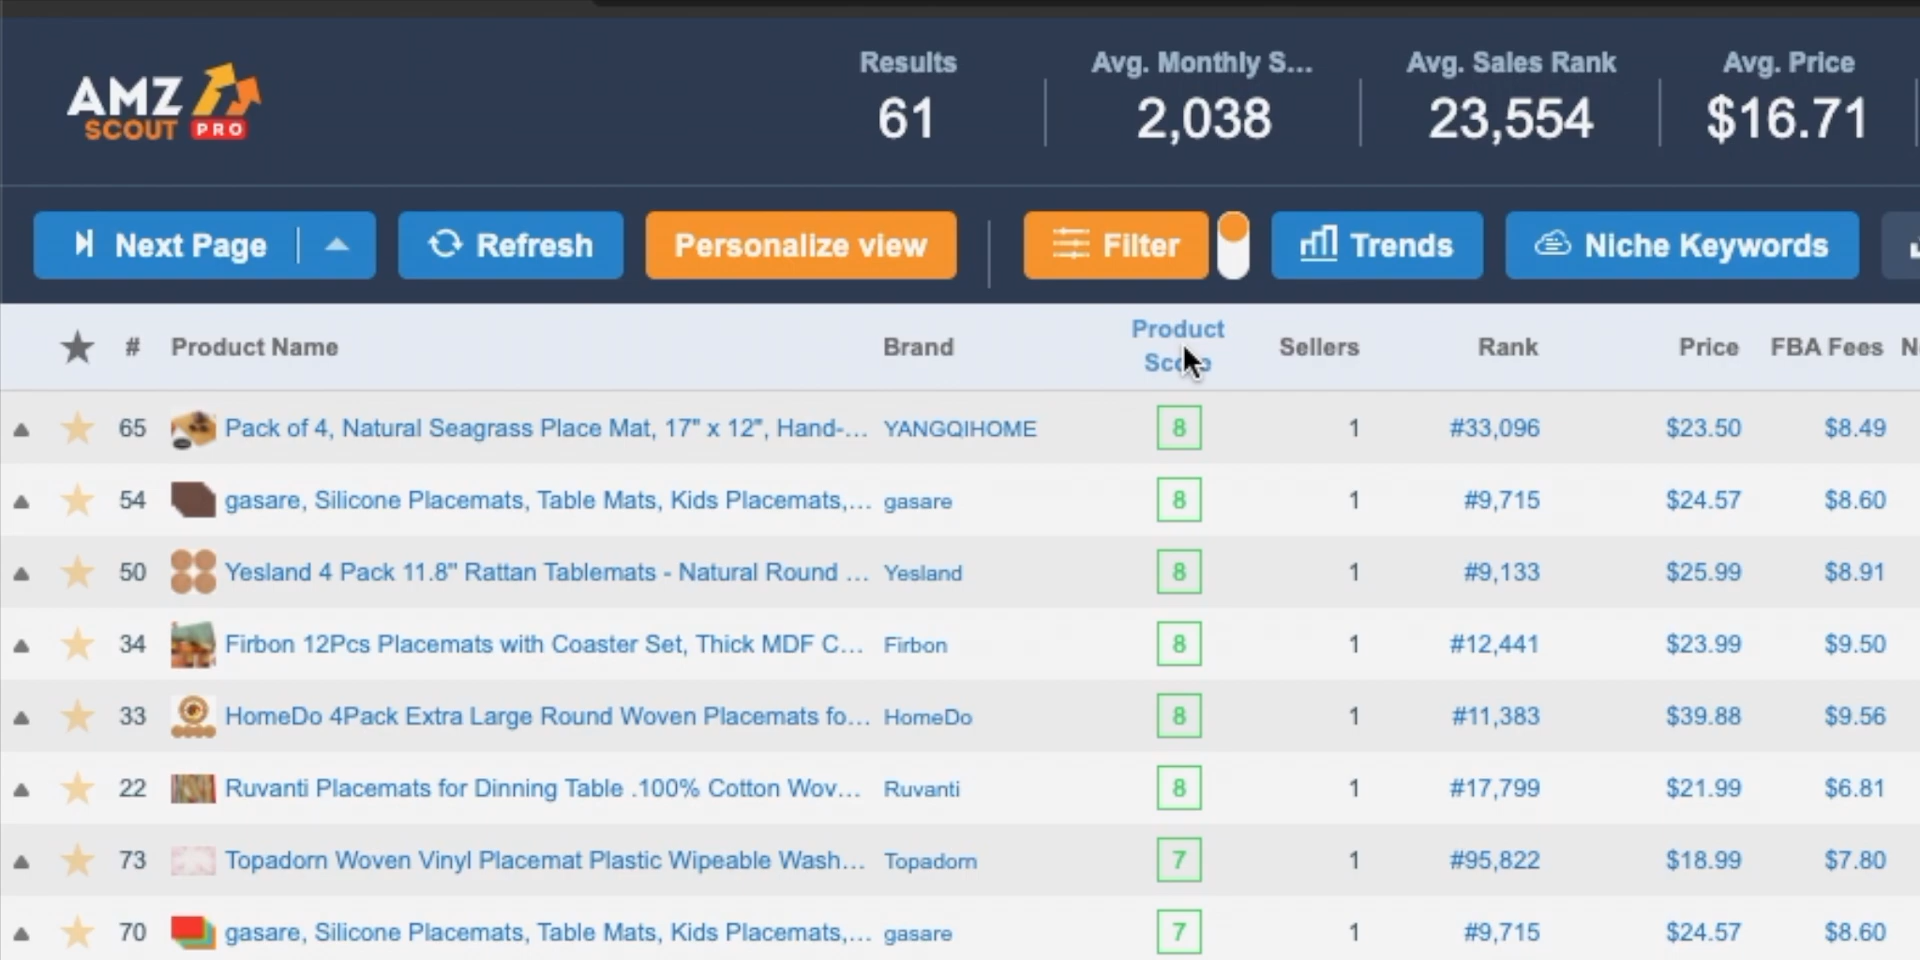 AMZ
SCOUT PRO
Results
61
Avg. Monthly S...
2,038
Avg. Sales Rank
23,554
Avg. Price
$16.71
Next Page
Refresh
Personalize view
Filter
Trends
Niche Keywords
# Product Name Brand Product Sellers Rank Price FBA Fees
65 Pack of 4, Natural Seagrass Place Mat, 17" x 12", Hand-... YANGQIHOME 8 1 #33,096 $23.50 $8.49
54 gasare, Silicone Placemats, Table Mats, Kids Placemats,... gasare 8 1 #9,715 $24.57 $8.60
50 Yesland 4 Pack 11.8" Rattan Tablemats - Natural Round ... Yesland 8 1 #9,133 $25.99 $8.91
34 Firbon 12Pcs Placemats with Coaster Set, Thick MDF C... Firbon 8 1 #12,441 $23.99 $9.50
33 HomeDo 4Pack Extra Large Round Woven Placemats fo... HomeDo 8 1 #11,383 $39.88 $9.56
22 Ruvanti Placemats for Dinning Table .100% Cotton Wov... Ruvanti 8 1 #17,799 $21.99 $6.81
73 Topadorn Woven Vinyl Placemat Plastic Wipeable Wash... Topadorn 7 1 #95,822 $18.99 $7.80
70 gasare, Silicone Placemats, Table Mats, Kids Placemats,... gasare 7 1 #9,715 $24.57 $8.60